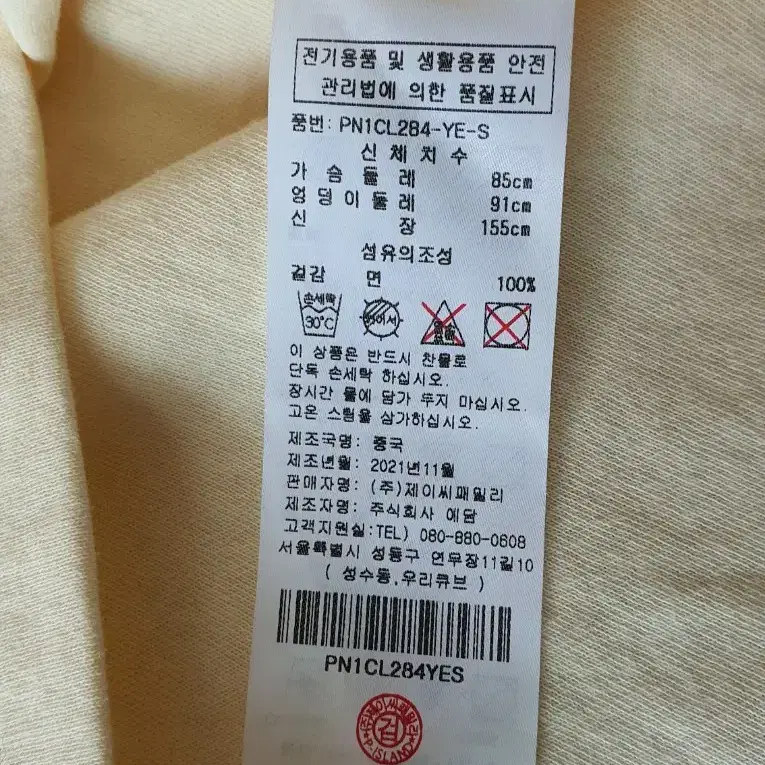 전기용품 및 생활용품 안전
관리법에 의한 품질표시
품번: PN1CL284-YE-S
신 체 치 수
가 슴 둘 레 85cm
엉 덩 이 둘 레 91cm
신 장 155cm
섬유의조성
겉감 면 100%
손세탁
30℃
이 상품은 반드시 찬물로
단독 손세탁 하십시오.
장시간 물에 담가 두지 마십시오.
고온 스팀을 삼가하십시오.
제조국명: 중국
제조년월: 2021년11월
판매자명: (주)제이씨패밀리
제조자명: 주식회사 예담
고객지원실:TEL) 080-880-0608
서울특별시 성동구 연무장11길10
( 성수동,우리큐브 )
PN1CL284YES
(주)제이씨패밀리
검
P-ISLAND